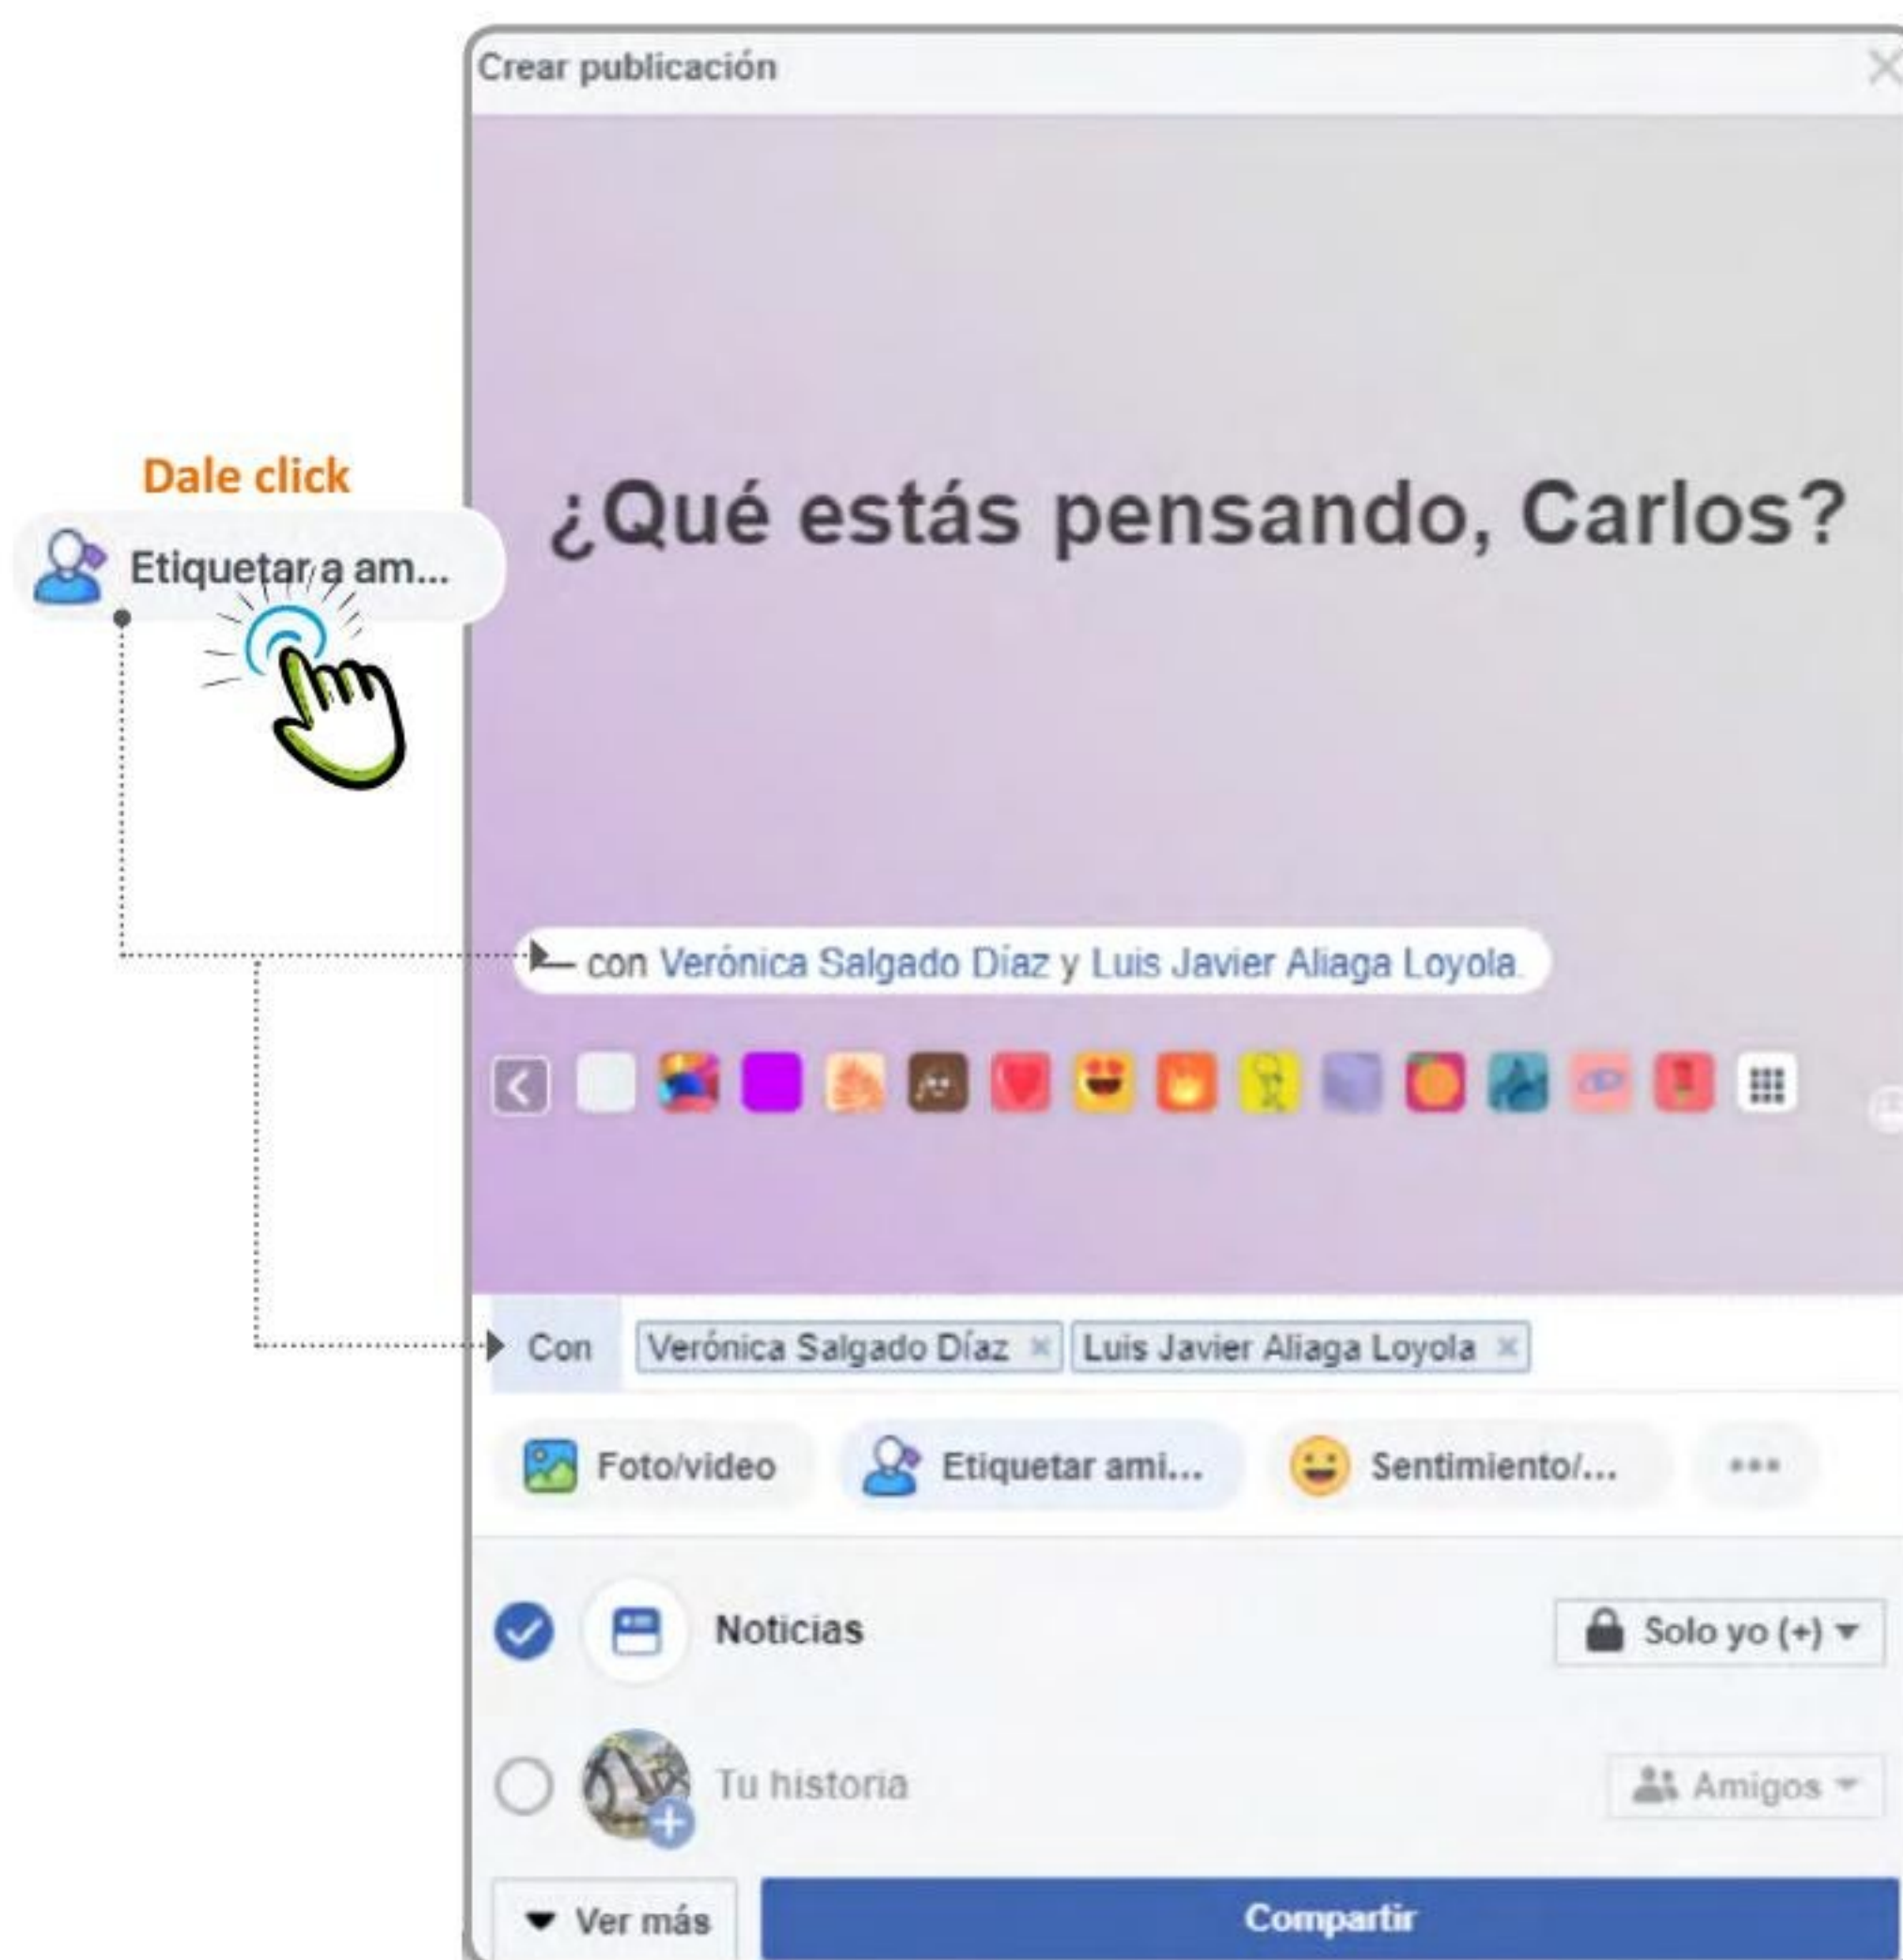 Crear publicación
Dale click
Etiquetar a am...
¿Qué estás pensando, Carlos?
— con Verónica Salgado Díaz y Luis Javier Aliaga Loyola.
Con Verónica Salgado Díaz Luis Javier Aliaga Loyola
Foto/video Etiquetar ami... Sentimiento/...
Noticias Solo yo (+)
Tu historia Amigos
Ver más Compartir